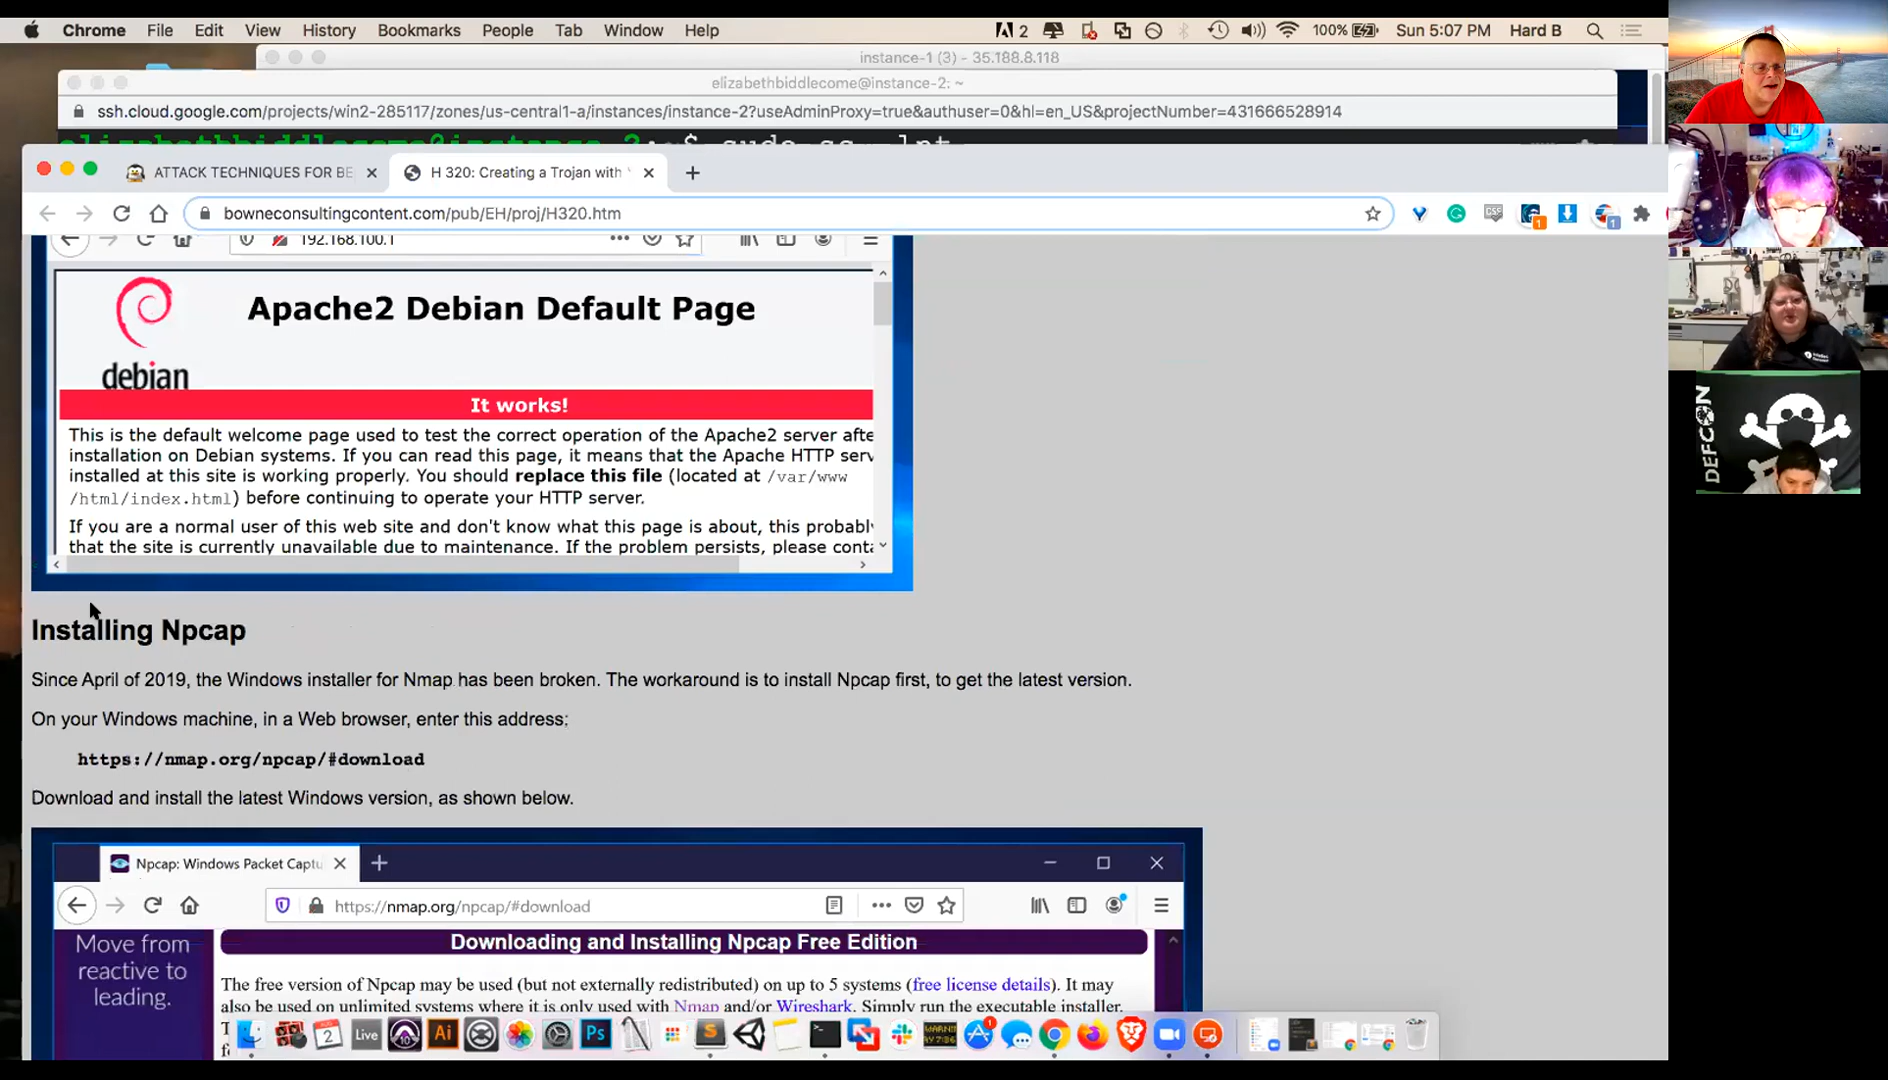 Chrome File Edit View History Bookmarks People Tab Window Help
2 100% Sun 5:07 PM Hard B
instance-1 (3) - 35.188.8.118
elizabethbiddlecome@instance-2: ~
ssh.cloud.google.com/projects/win2-285117/zones/us-central1-a/instances/instance-2?useAdminProxy=true&authuser=0&hl=en_US&projectNumber=431666528914
ATTACK TECHNIQUES FOR BE
H 320: Creating a Trojan with
bowneconsultingcontent.com/pub/EH/proj/H320.htm
192.168.100.1
Apache2 Debian Default Page
debian
It works!
This is the default welcome page used to test the correct operation of the Apache2 server afte
installation on Debian systems. If you can read this page, it means that the Apache HTTP serv
installed at this site is working properly. You should replace this file (located at /var/www
/html/index.html) before continuing to operate your HTTP server.
If you are a normal user of this web site and don't know what this page is about, this probably
that the site is currently unavailable due to maintenance. If the problem persists, please conta
Installing Npcap
Since April of 2019, the Windows installer for Nmap has been broken. The workaround is to install Npcap first, to get the latest version.
On your Windows machine, in a Web browser, enter this address:
https://nmap.org/npcap/#download
Download and install the latest Windows version, as shown below.
Npcap: Windows Packet Captu
https://nmap.org/npcap/#download
Move from
reactive to
leading.
Downloading and Installing Npcap Free Edition
The free version of Npcap may be used (but not externally redistributed) on up to 5 systems (free license details). It may
also be used on unlimited systems where it is only used with Nmap and/or Wireshark. Simply run the executable installer.
2
Live
10
Ai
Ps
DEFCON